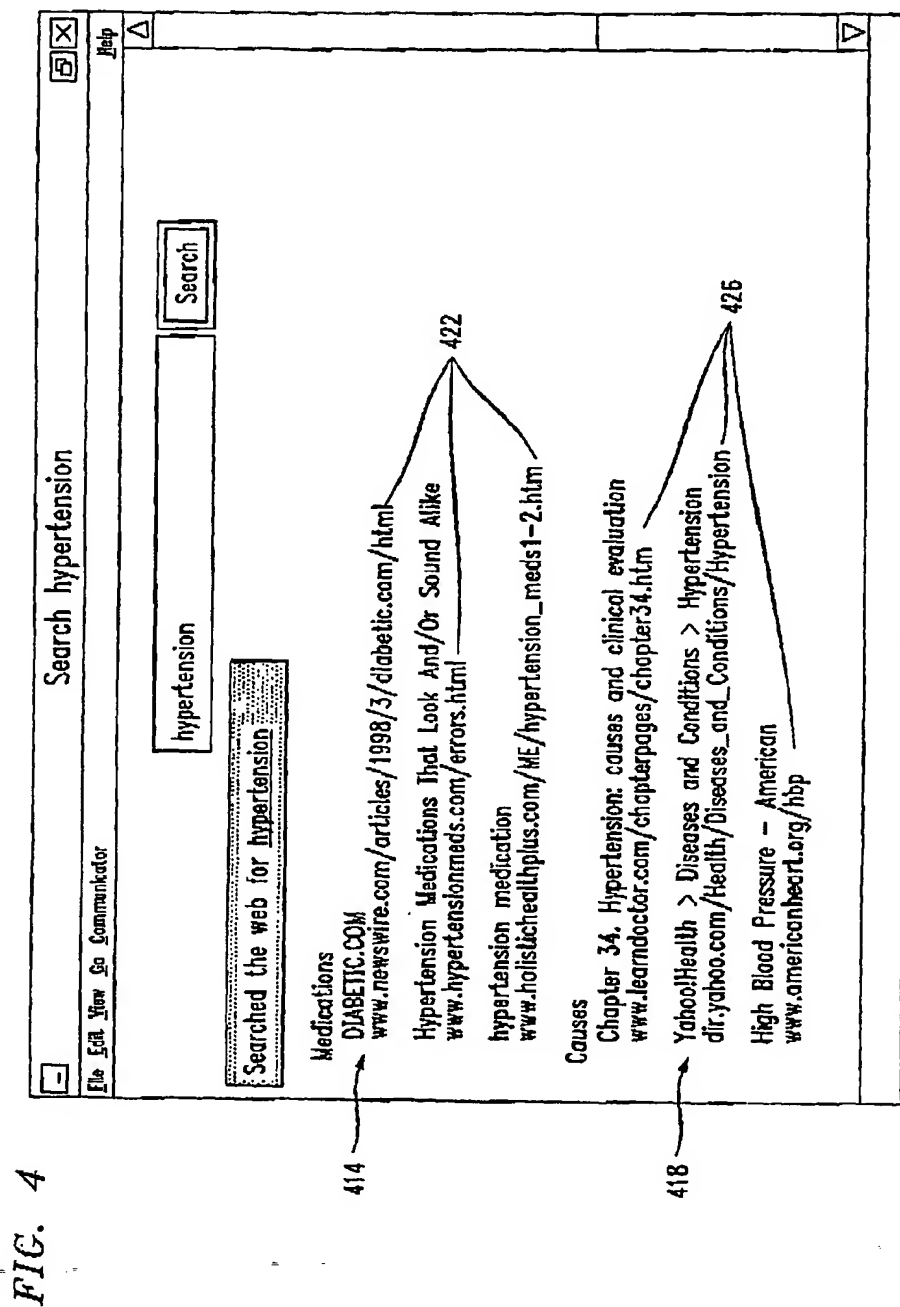 FIG. 4
Search hypertension
File Edit View Go Communicator Help
hypertension Search
Searched the web for hypertension
Medications
414
DIABETIC.COM
www.newswire.com/articles/1998/3/diabetic.com/html
Hypertension Medications That Look And/Or Sound Alike
www.hypertensionmeds.com/errors.html
422
hypertension medication
www.holistichealthplus.com/ME/hypertension_meds1-2.htm
Causes
Chapter 34. Hypertension: causes and clinical evaluation
www.learndoctor.com/chapterpages/chapter34.htm
418
Yahoo!Health > Diseases and Conditions > Hypertension
dir.yahoo.com/Health/Diseases_and_Conditions/Hypertension
426
High Blood Pressure - American
www.americanheart.org/hbp